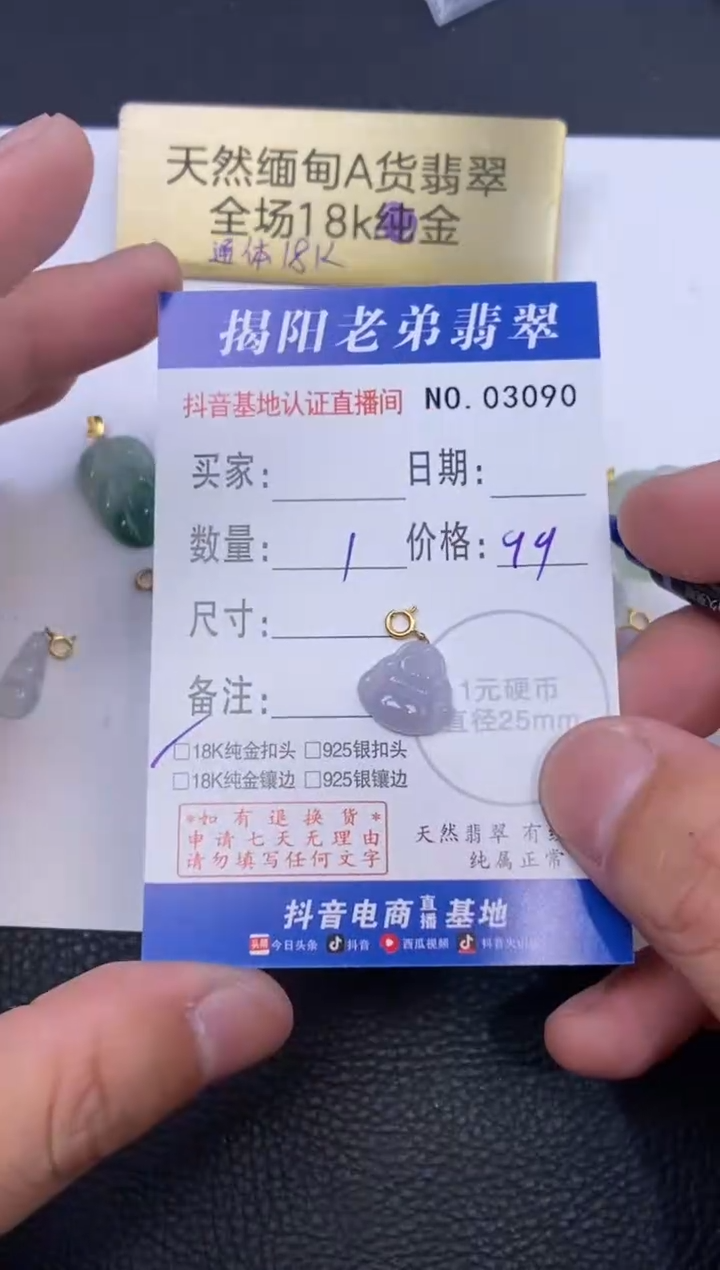 天然缅甸A货翡翠
全场18k纯金
通体18K
揭阳老弟翡翠
抖音基地认证直播间 NO.03090
买家: 日期:
数量: 1 价格: 99
尺寸:
备注:
1元硬币
直径25mm
□18K纯金扣头 □925银扣头
□18K纯金镶边 □925银镶边
*如有退换货*
申请七天无理由
请勿填写任何文字
天然翡翠 有
纯属正常
抖音电商直播基地
头条 今日头条 抖音 西瓜视频 抖音火山